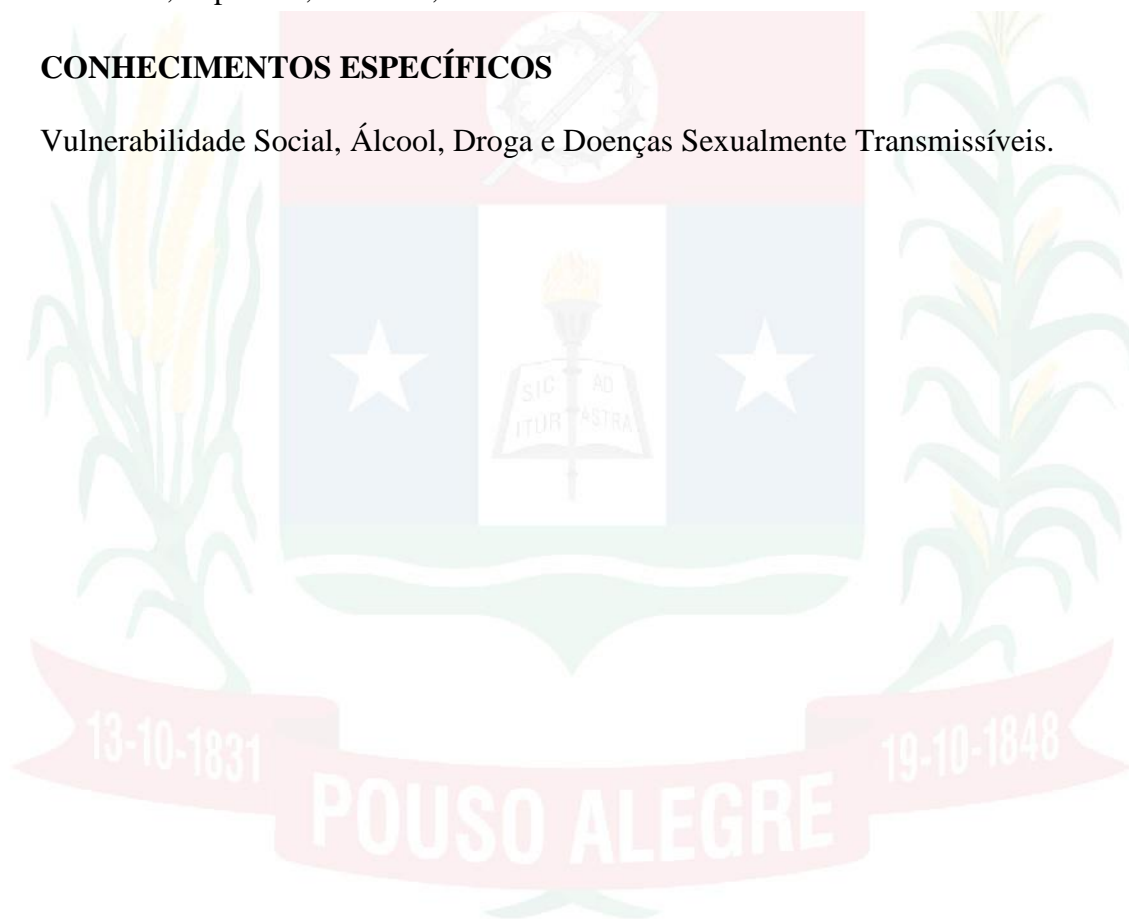 CONHECIMENTOS ESPECÍFICOS
Vulnerabilidade Social, Álcool, Droga e Doenças Sexualmente Transmissíveis.
SIC AD
ITUR ASTRA
13-10-1831
19-10-1848
POUSO ALEGRE